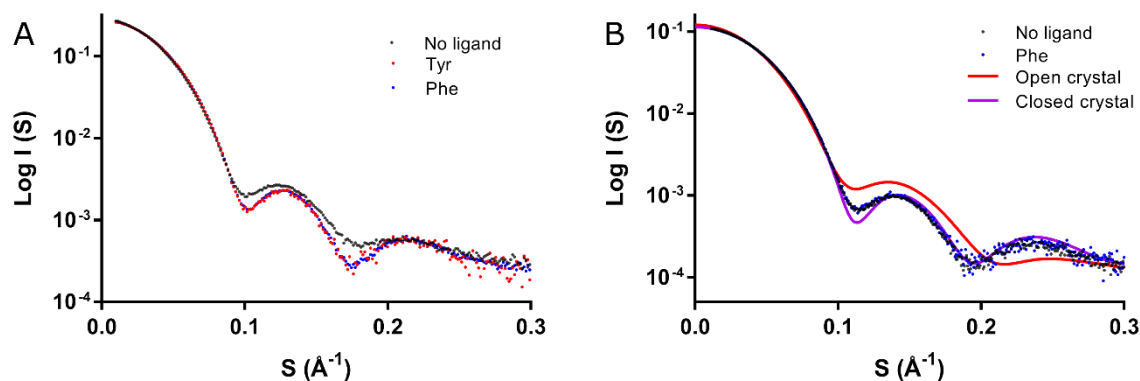 A
No ligand
Tyr
Phe
Log I (S)
10-1
10-2
10-3
10-4
0.0
0.1
0.2
0.3
S (Å-1)
B
No ligand
Phe
Open crystal
Closed crystal
Log I (S)
10-1
10-2
10-3
10-4
0.0
0.1
0.2
0.3
S (Å-1)